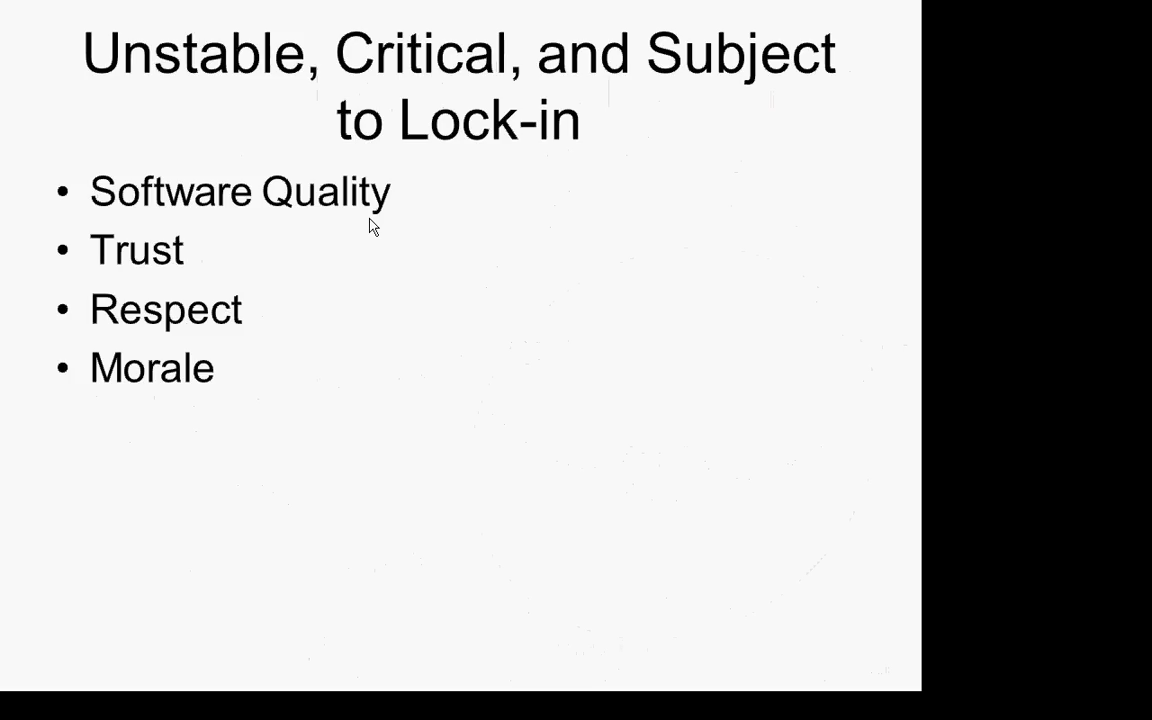 Unstable, Critical, and Subject
to Lock-in
• Software Quality
• Trust
• Respect
• Morale